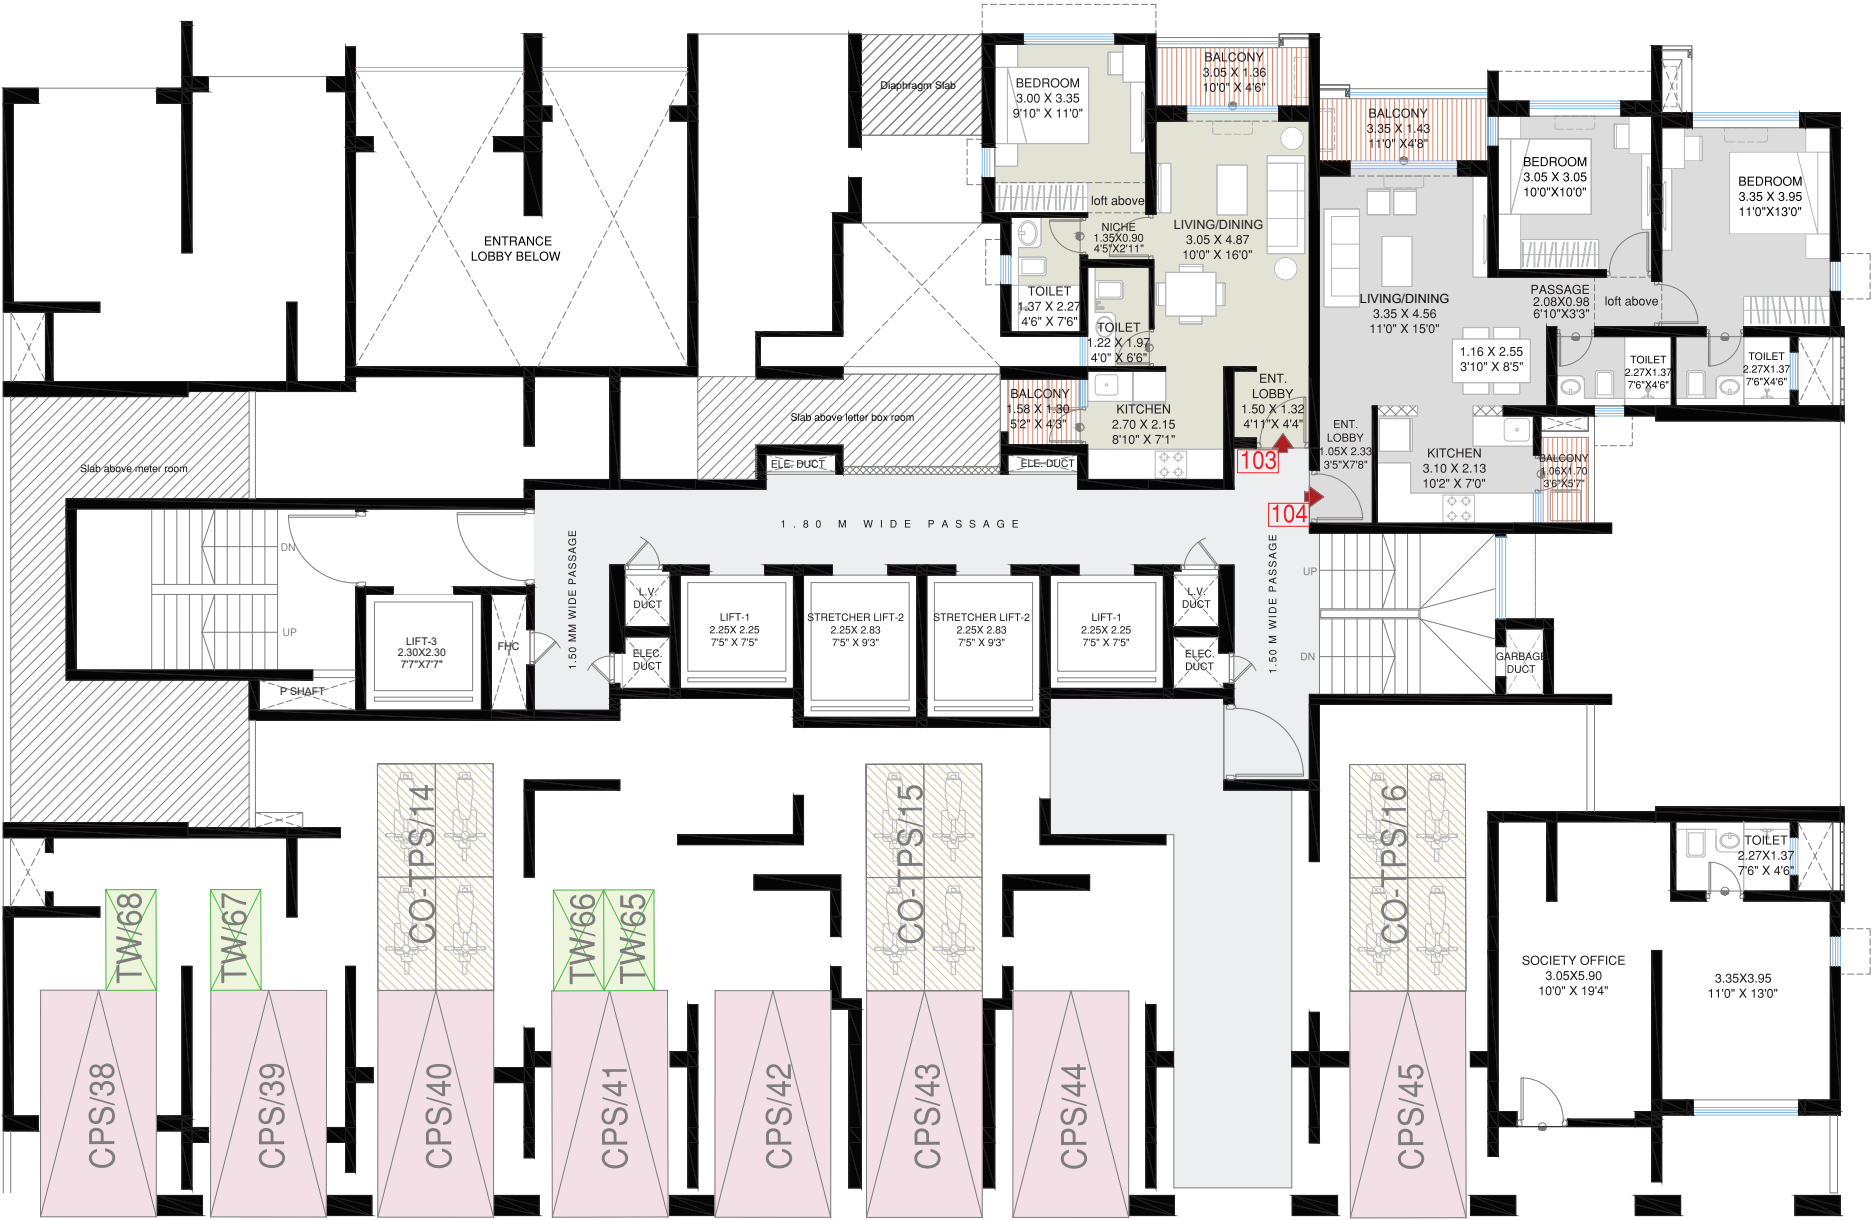 Diaphragm Slab
BEDROOM
3.00 X 3.35
9'10" X 11'0"
BALCONY
3.05 X 1.36
10'0" X 4'6"
BALCONY
3.35 X 1.43
11'0" X4'8"
BEDROOM
3.05 X 3.05
10'0"X10'0"
BEDROOM
3.35 X 3.95
11'0"X13'0"
loft above
NICHE
1.35X0.90
4'5"X2'11"
LIVING/DINING
3.05 X 4.87
10'0" X 16'0"
ENTRANCE
LOBBY BELOW
TOILET
1.37 X 2.27
4'6" X 7'6"
TOILET
1.22 X 1.97
4'0" X 6'6"
LIVING/DINING
3.35 X 4.56
11'0" X 15'0"
PASSAGE
2.08X0.98
6'10"X3'3"
loft above
1.16 X 2.55
3'10" X 8'5"
TOILET
2.27X1.37
7'6"X4'6"
TOILET
2.27X1.37
7'6"X4'6"
Slab above letter box room
BALCONY
1.58 X 1.30
5'2" X 4'3"
KITCHEN
2.70 X 2.15
8'10" X 7'1"
ENT.
LOBBY
1.50 X 1.32
4'11"X 4'4"
ENT.
LOBBY
1.05X 2.33
3'5"X7'8"
KITCHEN
3.10 X 2.13
10'2" X 7'0"
BALCONY
1.06X1.70
3'6"X5'7"
Slab above meter room
ELE. DUCT
ELE. DUCT
103
104
1.80 M WIDE PASSAGE
1.50 MM WIDE PASSAGE
1.50 M WIDE PASSAGE
DN
UP
UP
DN
L.V.
DUCT
ELEC.
DUCT
LIFT-1
2.25X 2.25
7'5" X 7'5"
STRETCHER LIFT-2
2.25X 2.83
7'5" X 9'3"
STRETCHER LIFT-2
2.25X 2.83
7'5" X 9'3"
LIFT-1
2.25X 2.25
7'5" X 7'5"
L.V.
DUCT
ELEC.
DUCT
LIFT-3
2.30X2.30
7'7"X7'7"
FHC
P SHAFT
GARBAGE
DUCT
CO-TPS/14
CO-TPS/15
CO-TPS/16
TW/68
TW/67
TW/66
TW/65
TOILET
2.27X1.37
7'6" X 4'6"
SOCIETY OFFICE
3.05X5.90
10'0" X 19'4"
3.35X3.95
11'0" X 13'0"
CPS/38
CPS/39
CPS/40
CPS/41
CPS/42
CPS/43
CPS/44
CPS/45